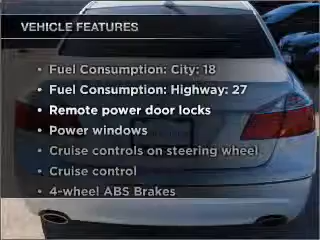 VEHICLE FEATURES
• Fuel Consumption: City: 18
• Fuel Consumption: Highway: 27
• Remote power door locks
• Power windows
• Cruise controls on steering wheel
• Cruise control
• 4-wheel ABS Brakes